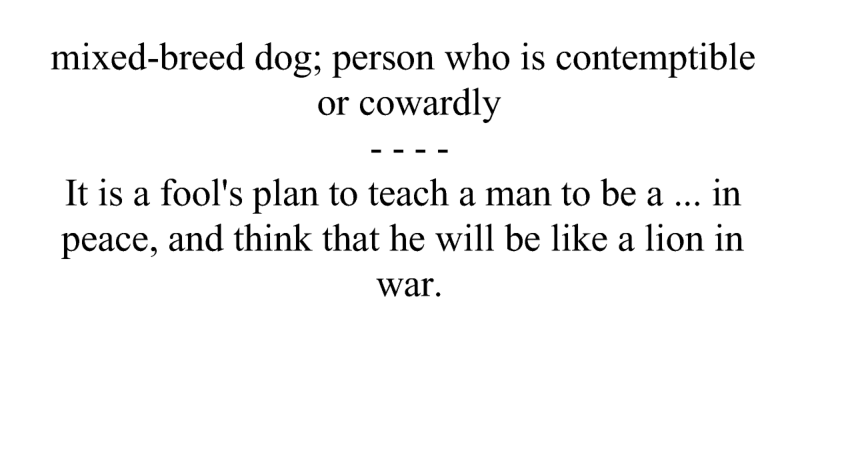 mixed-breed dog; person who is contemptible
or cowardly
- - - -
It is a fool's plan to teach a man to be a ... in
peace, and think that he will be like a lion in
war.